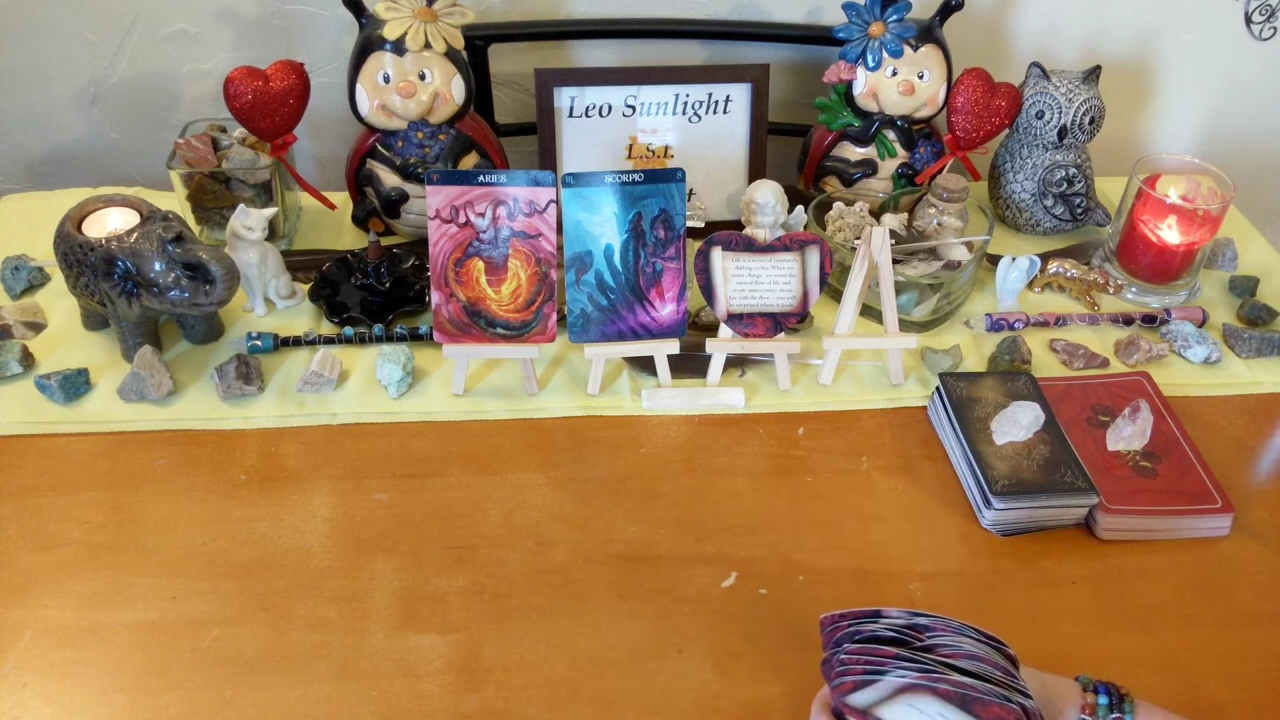 Leo Sunlight
L.S.I.
t
♈ ARIES
♏ SCORPIO 8
Life is a series of constantly
shifting cycles. When we
resist change, we resist the
natural flow of life and
create unnecessary stress.
Go with the flow... you will
be surprised where it leads.